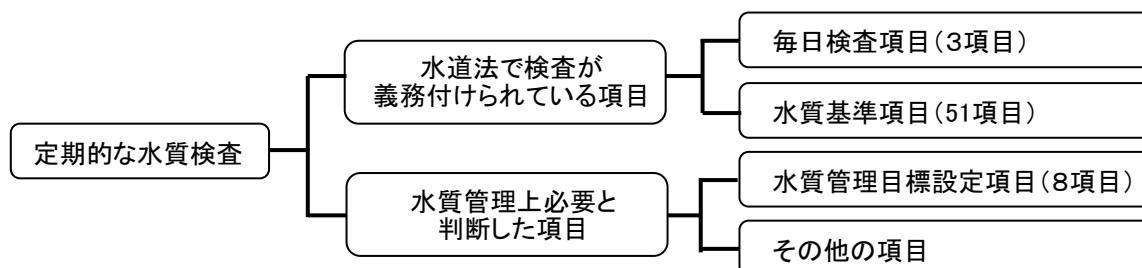 定期的な水質検査
水道法で検査が
義務付けられている項目
毎日検査項目(3項目)
水質基準項目(51項目)
水質管理上必要と
判断した項目
水質管理目標設定項目(8項目)
その他の項目